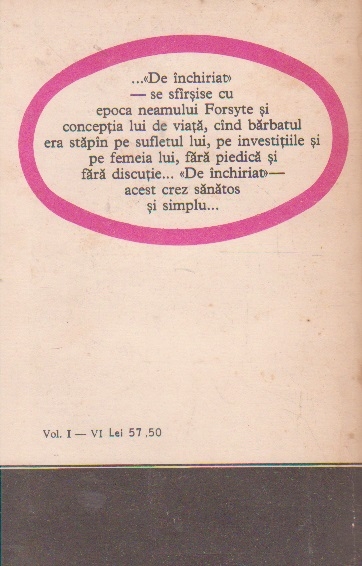 ...«De închiriat»
— se sfîrşise cu
epoca neamului Forsyte şi
concepţia lui de viaţă, cînd bărbatul
era stăpîn pe sufletul lui, pe investiţiile şi
pe femeia lui, fără piedică şi
fără discuţie... «De închiriat»—
acest crez sănătos
şi simplu...
Vol. I — VI Lei 57,50